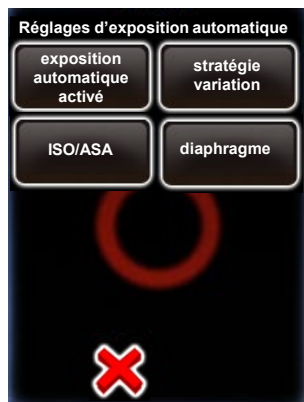 Réglages d'exposition automatique
exposition
automatique
activé
stratégie
variation
ISO/ASA
diaphragme